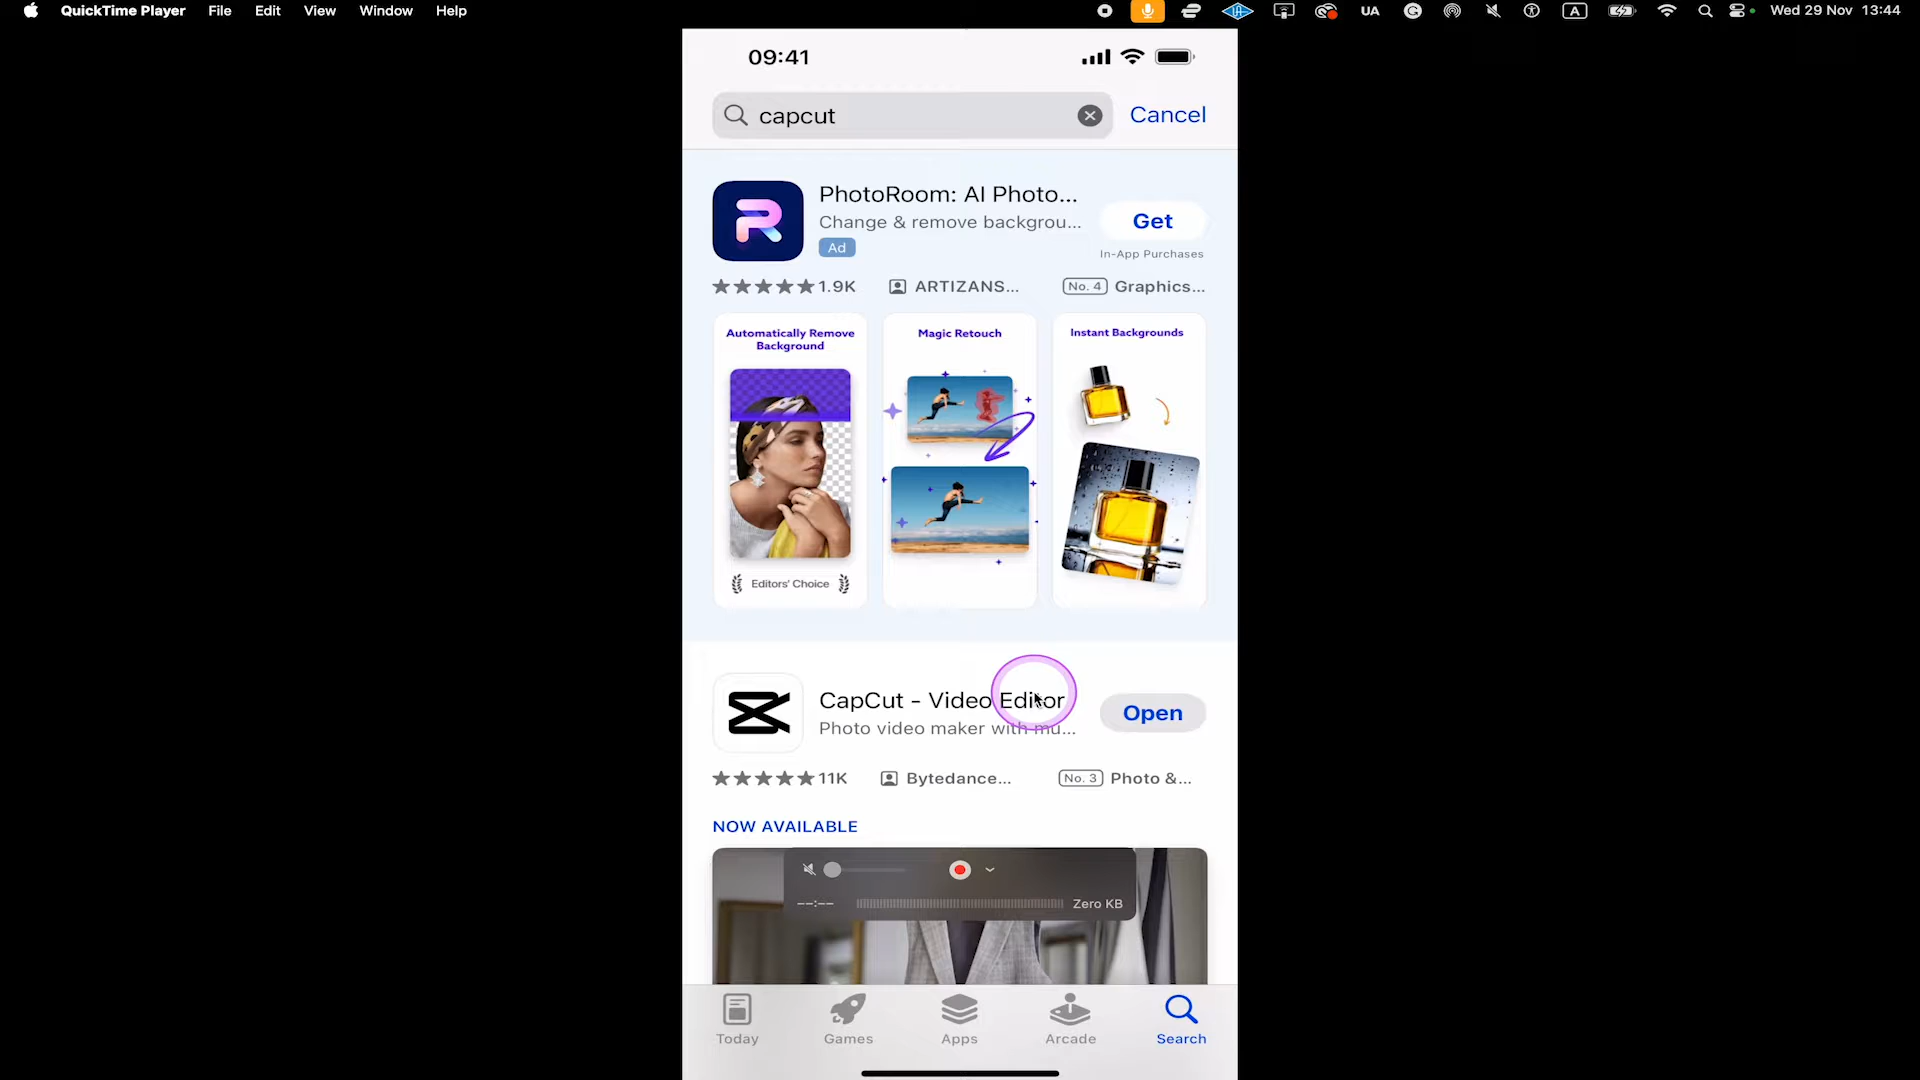 QuickTime Player File Edit View Window Help UA A Wed 29 Nov 13:44
09:41
capcut Cancel
PhotoRoom: AI Photo...
Change & remove backgrou...
Ad
Get
In-App Purchases
1.9K ARTIZANS... No. 4 Graphics...
Automatically Remove
Background
Editors' Choice
Magic Retouch
Instant Backgrounds
CapCut - Video Editor
Photo video maker with mu...
Open
11K Bytedance... No. 3 Photo &...
NOW AVAILABLE
--:-- Zero KB
Today Games Apps Arcade Search